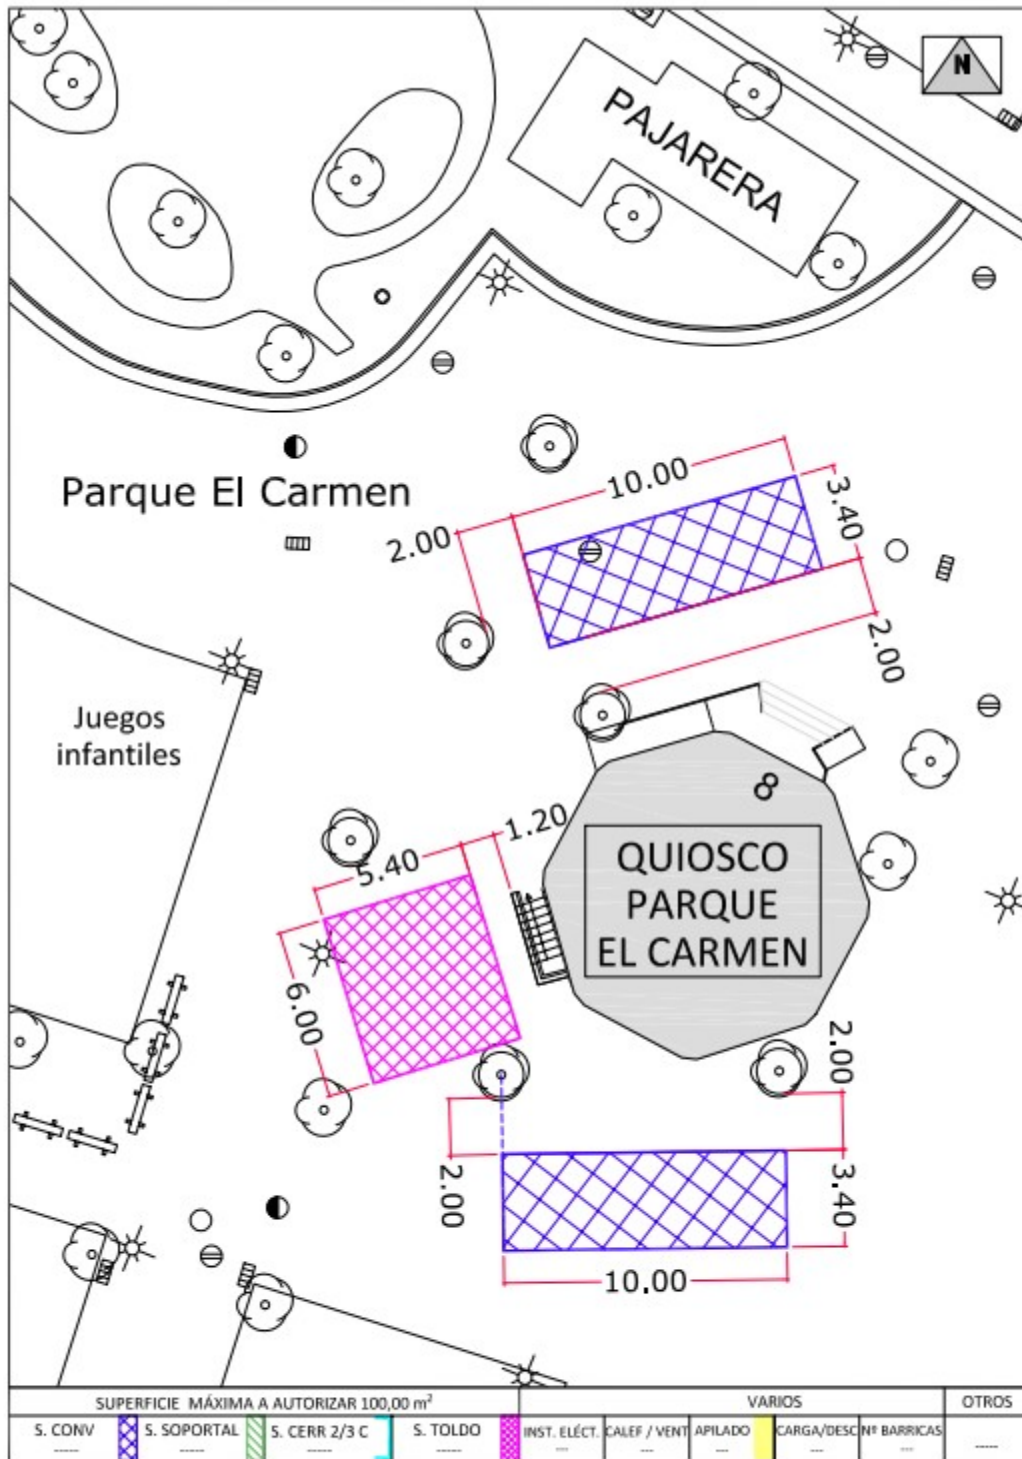 N
PAJARERA
Parque El Carmen
10.00
3.40
2.00
2.00
Juegos
infantiles
8
1.20
5.40
QUIOSCO
PARQUE
EL CARMEN
6.00
2.00
2.00
3.40
10.00
SUPERFICIE MÁXIMA A AUTORIZAR 100,00 m²
VARIOS
OTROS
S. CONV
S. SOPORTAL
S. CERR 2/3 C
S. TOLDO
INST. ELÉCT.
CALEF / VENT
APILADO
CARGA/DESC
Nº BARRICAS
-----
-----
-----
-----
---
---
---
---
---
-----